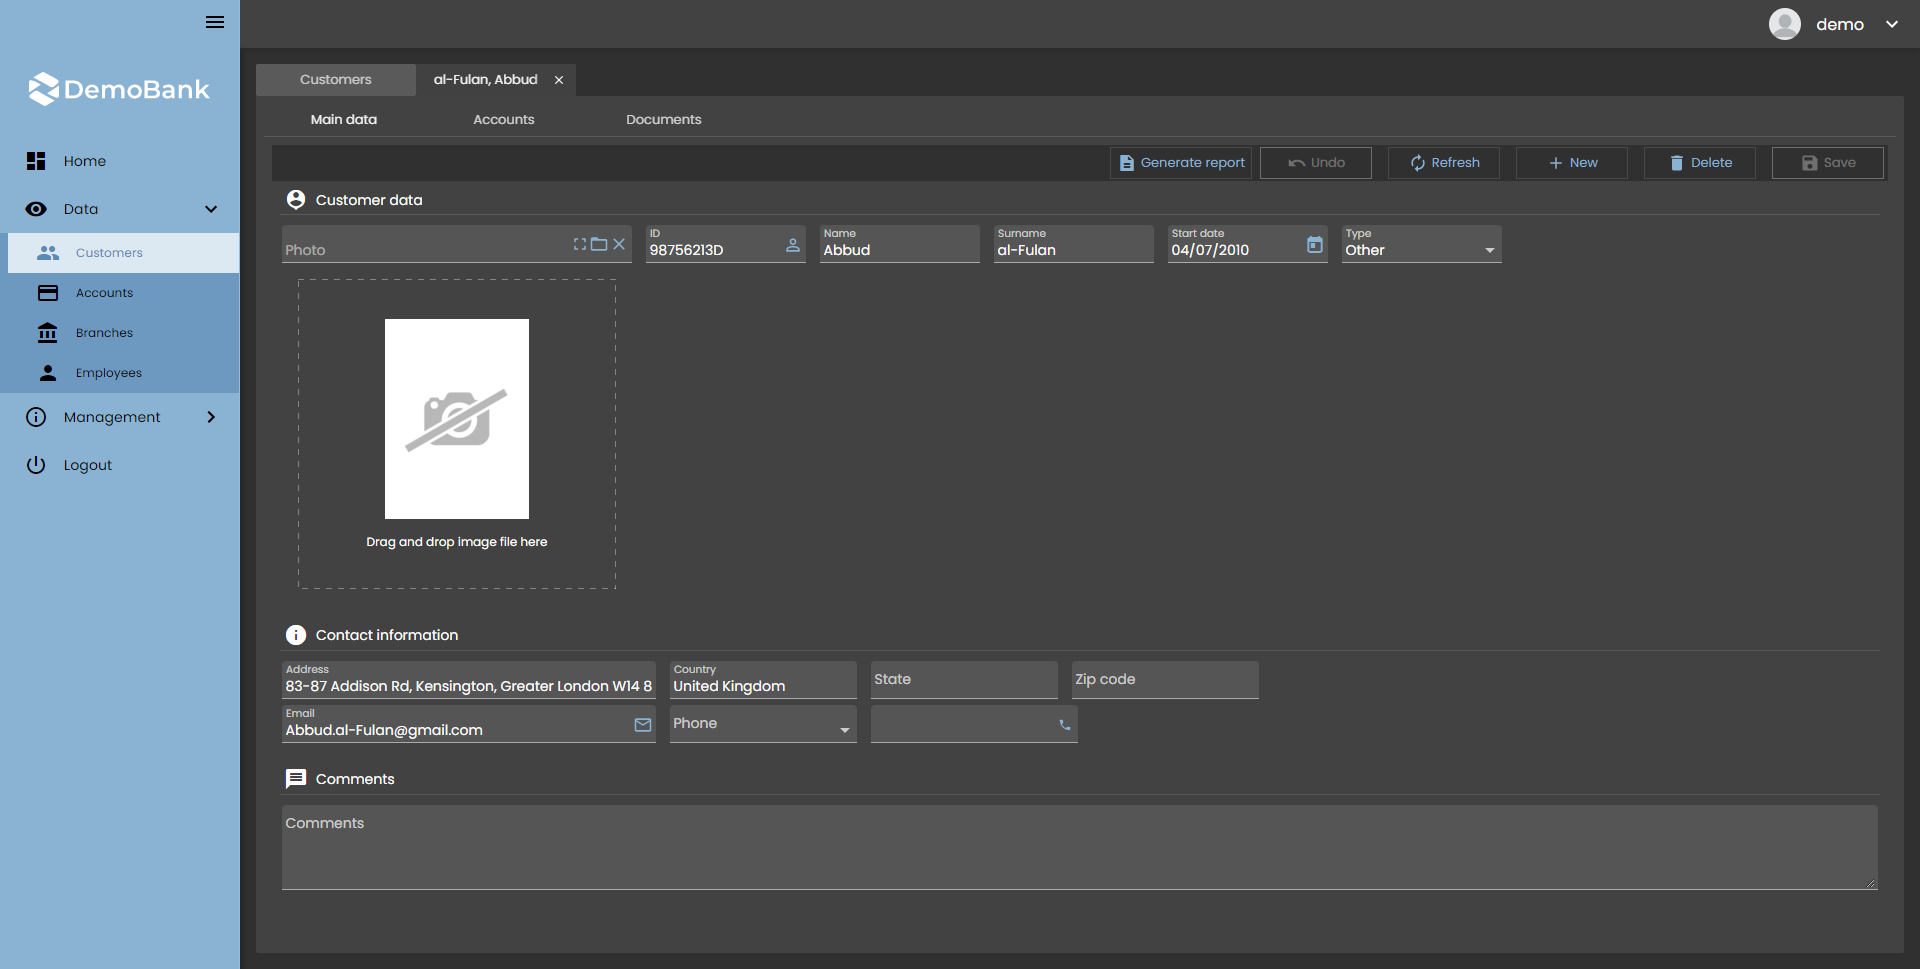 demo
DemoBank
Home
Data
Customers
Accounts
Branches
Employees
Management
Logout
Customers
al-Fulan, Abbud
Main data
Accounts
Documents
Generate report
Undo
Refresh
New
Delete
Save
Customer data
Photo
ID
98756213D
Name
Abbud
Surname
al-Fulan
Start date
04/07/2010
Type
Other
Drag and drop image file here
Contact information
Address
83-87 Addison Rd, Kensington, Greater London W14 8
Country
United Kingdom
State
Zip code
Email
Abbud.al-Fulan@gmail.com
Phone
Comments
Comments